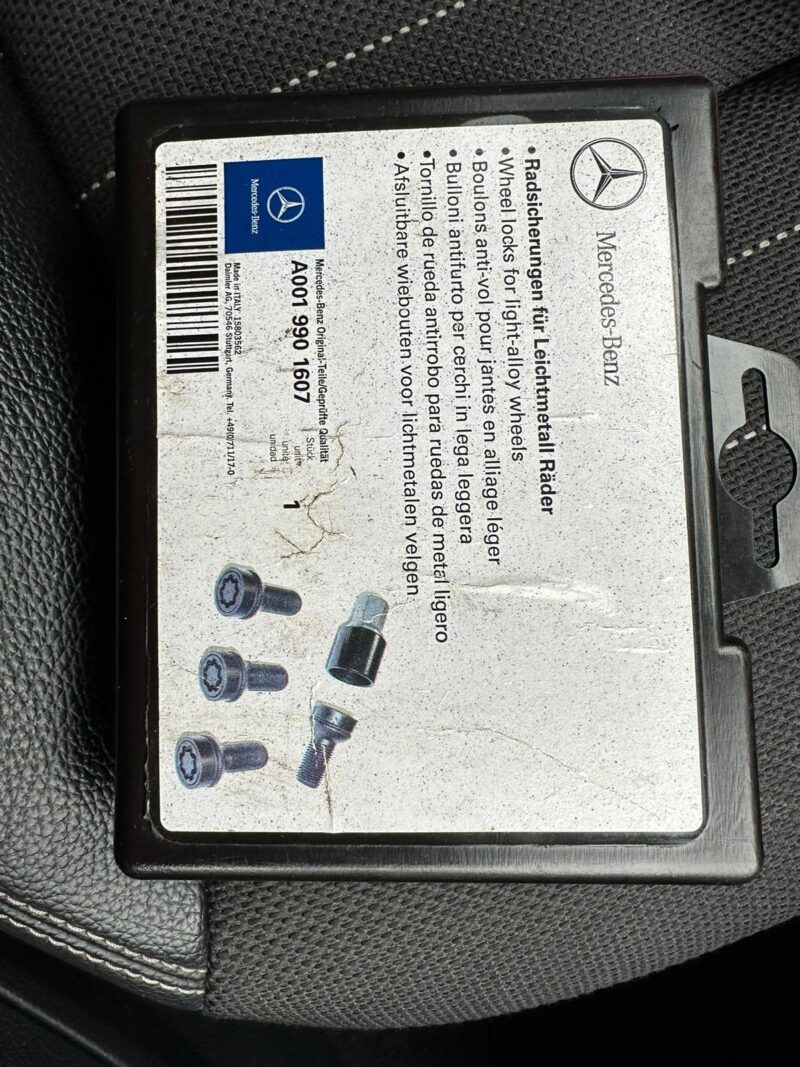 Mercedes-Benz
• Radsicherungen für Leichtmetall Räder
• Wheel locks for light-alloy wheels
• Boulons anti-vol pour jantes en alliage léger
• Bulloni antifurto per cerchi in lega leggera
• Tornillo de rueda antirrobo para ruedas de metal ligero
• Afsluitbare wielbouten voor lichtmetalen velgen
Mercedes-Benz
Mercedes-Benz Original-Teile/Geprüfte Qualität
A001 990 1607
Stück
unit
unité
unidad
1
Made in ITALY 15803562
Daimler AG, 70546 Stuttgart, Germany. Tel. +49(0)711/17-0